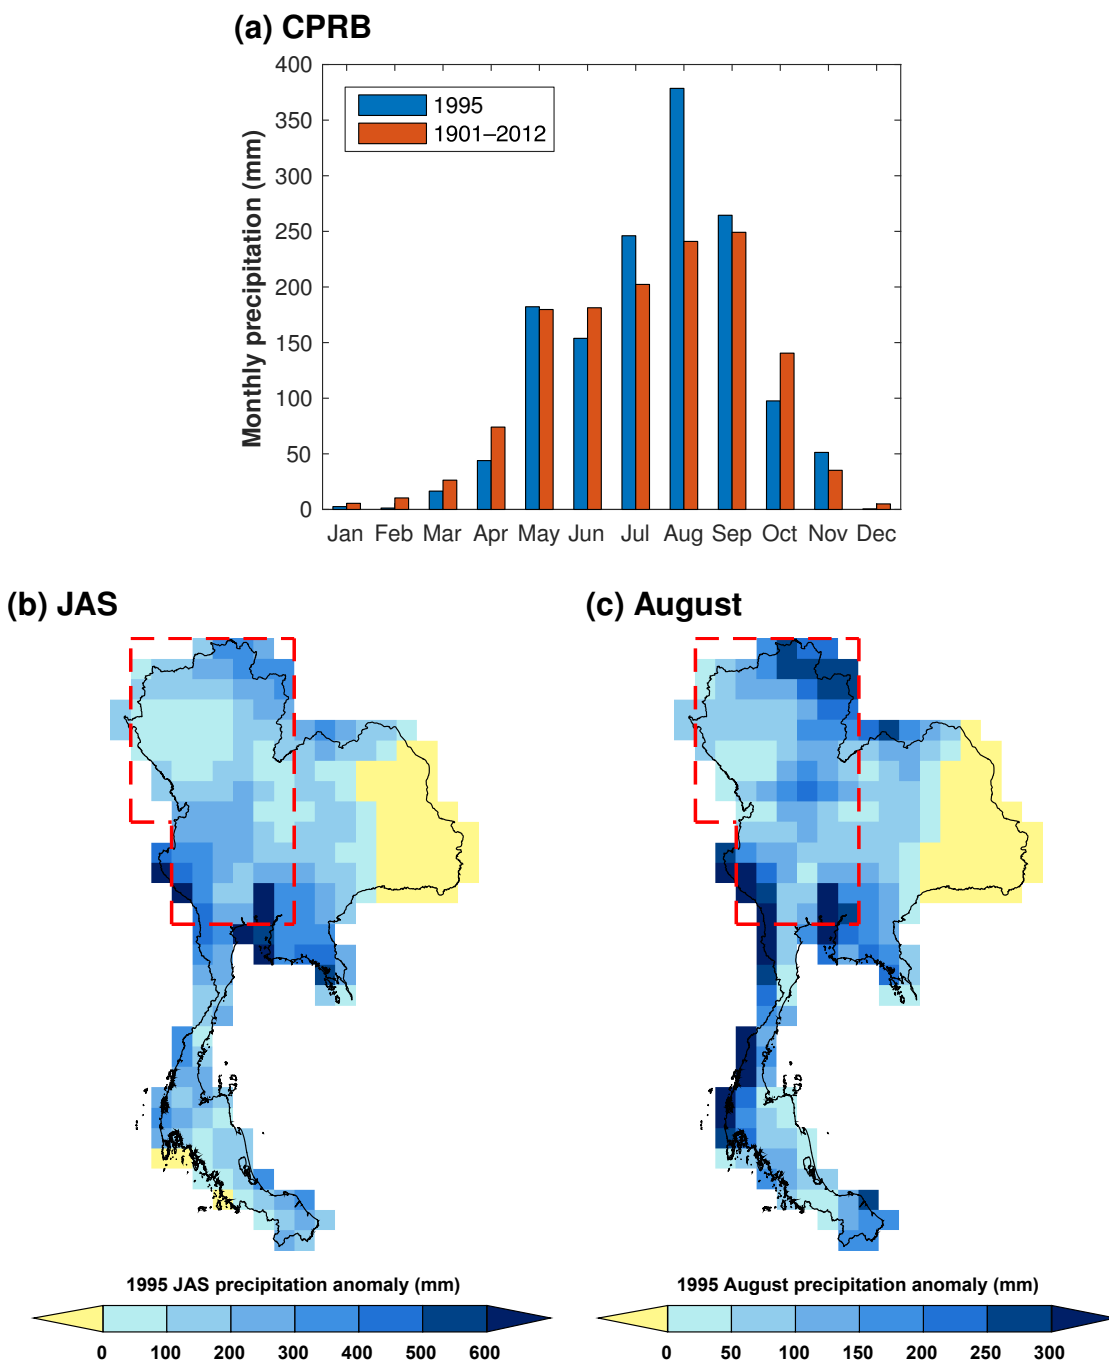 (a) CPRB
Monthly precipitation (mm)
400
350
300
250
200
150
100
50
0
1995
1901–2012
Jan Feb Mar Apr May Jun Jul Aug Sep Oct Nov Dec
(b) JAS
(c) August
1995 JAS precipitation anomaly (mm)
0 100 200 300 400 500 600
1995 August precipitation anomaly (mm)
0 50 100 150 200 250 300